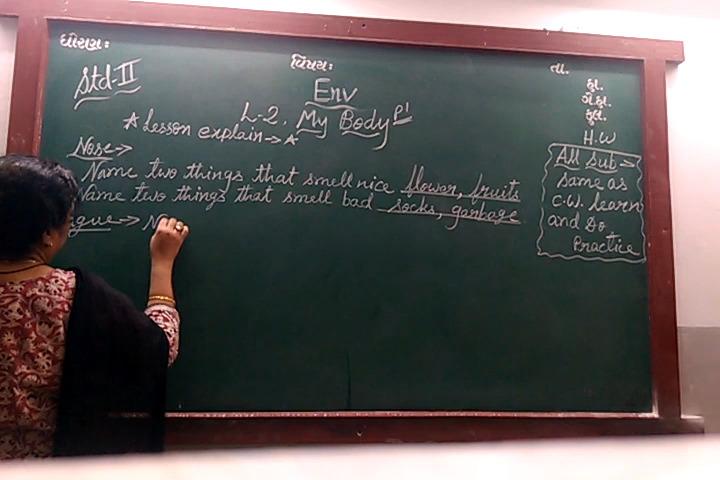 ધોરણઃ
વિષયઃ
તા.
Std-II
Env
હા.
ગે.હા.
કુલ.
L-2. My Body P1
★ Lesson explain→★
H.W
Nose→
Name two things that smell nice flower, fruits
Name two things that smell bad socks, garbage
gue→ N
All Sub→
Same as
C.W. learn
and Do
Practice